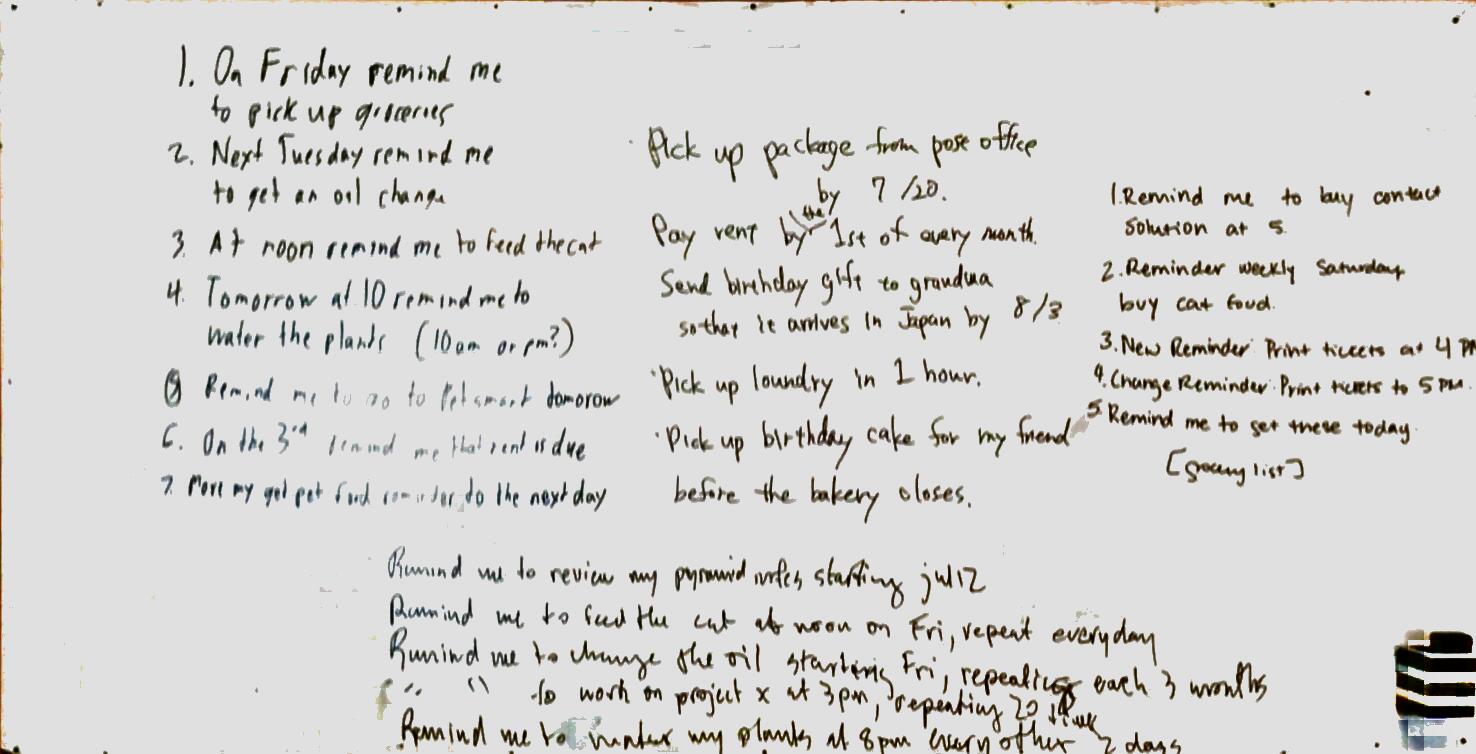 1. On Friday remind me
to pick up groceries
2. Next Tuesday remind me
to get an oil change
3. At noon remind me to feed the cat
4. Tomorrow at 10 remind me to
water the plants (10am or pm?)
Remind me to go to Petsmart tomorow
6. On the 3rd remind me that rent is due
7. Move my get pet food reminder to the next day
Pick up package from pose office
by 7/20.
Pay rent by the 1st of every month.
Send birthday gift to grandma
so that it arrives in Japan by 8/3
Pick up laundry in 1 hour.
Pick up birthday cake for my friend
before the bakery closes.
1. Remind me to buy contact
solution at 5
2. Reminder weekly Saturday
buy cat food.
3. New Reminder: Print tickets at 4 PM
4. Change Reminder: Print tickets to 5 PM.
5. Remind me to get these today.
[grocery list]
Remind me to review my pyramid notes starting jul 12
Remind me to feed the cat at noon on Fri, repeat everyday
Remind me to change the oil starting Fri, repeating each 3 months
" " to work on project x at 3pm, repeating 20
Remind me to water my plants at 8pm every other 2 days